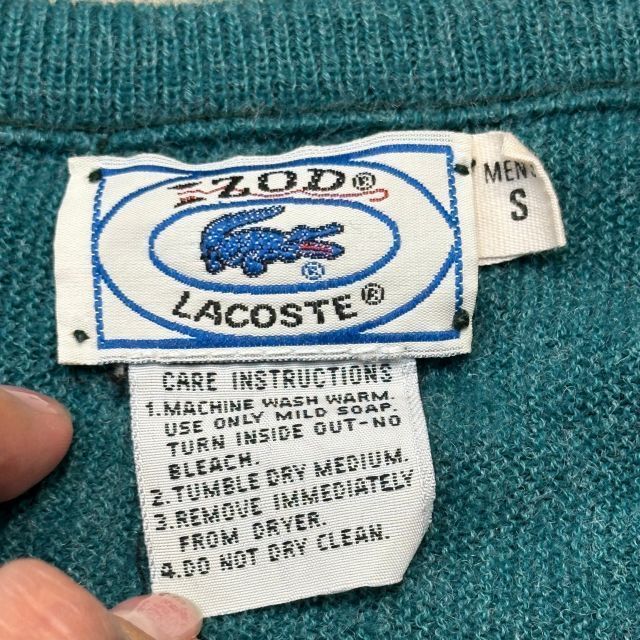 IZOD®
®
LACOSTE®
MEN'S
S
CARE INSTRUCTIONS
1.MACHINE WASH WARM.
USE ONLY MILD SOAP.
TURN INSIDE OUT-NO
BLEACH.
2.TUMBLE DRY MEDIUM.
3.REMOVE IMMEDIATELY
FROM DRYER.
4.DO NOT DRY CLEAN.